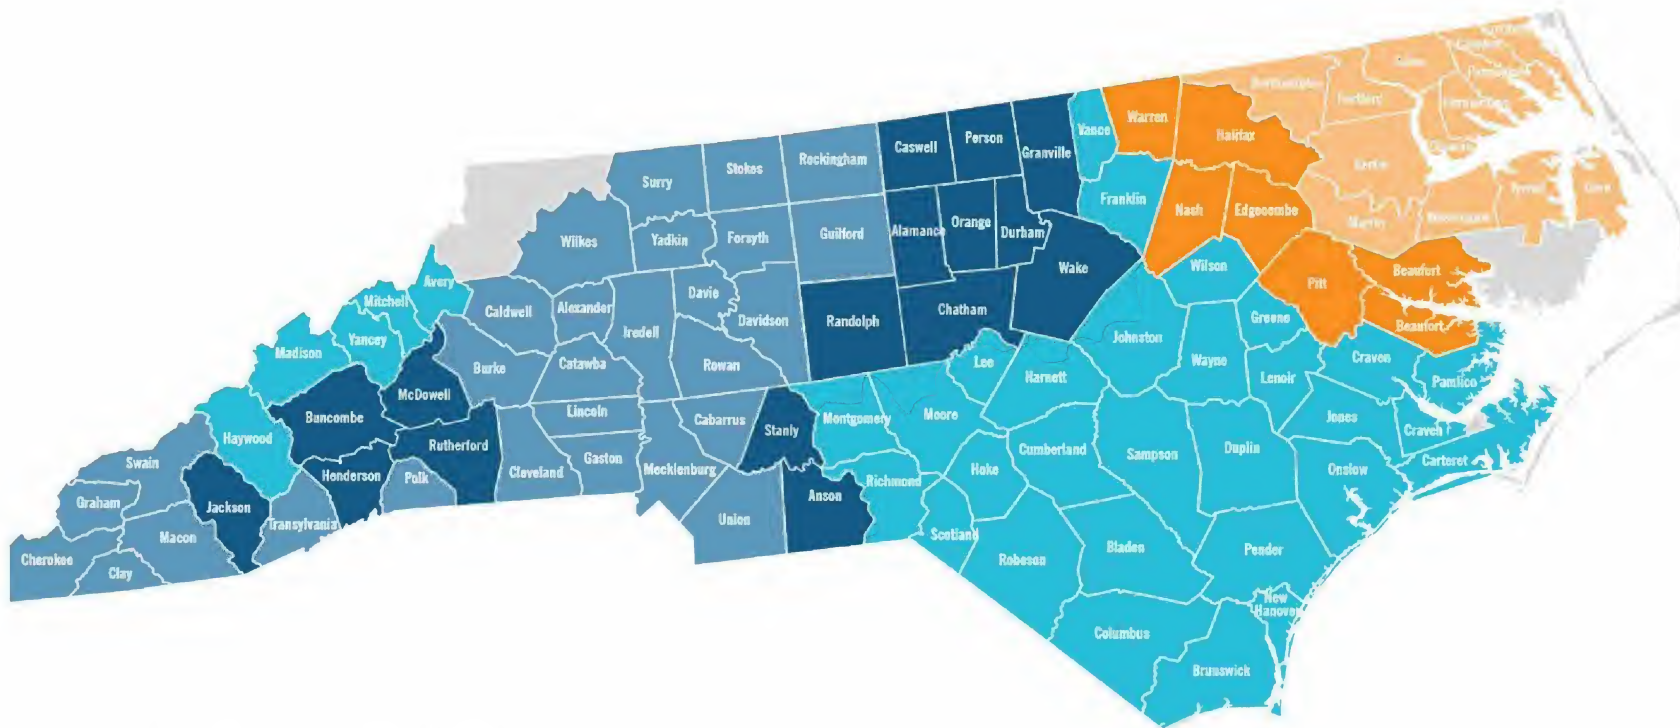 Warren
Vance
Halifax
Person
Caswell
Granville
Rockingham
Stokes
Surry
Franklin
Nash
Edgecombe
Orange
Alamance
Durham
Guilford
Forsyth
Yadkin
Wilkes
Wake
Wilson
Beaufort
Pitt
Avery
Mitchell
Davie
Alexander
Caldwell
Iredell
Davidson
Randolph
Chatham
Greene
Beaufort
Johnston
Yancey
Madison
Burke
Catawba
Rowan
Lee
Harnett
Wayne
Lenoir
Craven
Pamlico
McDowell
Buncombe
Lincoln
Cabarrus
Stanly
Montgomery
Moore
Jones
Craven
Haywood
Rutherford
Swain
Henderson
Polk
Cleveland
Gaston
Mecklenburg
Cumberland
Sampson
Duplin
Onslow
Carteret
Hoke
Richmond
Anson
Graham
Jackson
Transylvania
Union
Macon
Scotland
Robeson
Bladen
Pender
Cherokee
Clay
New
Hanover
Columbus
Brunswick